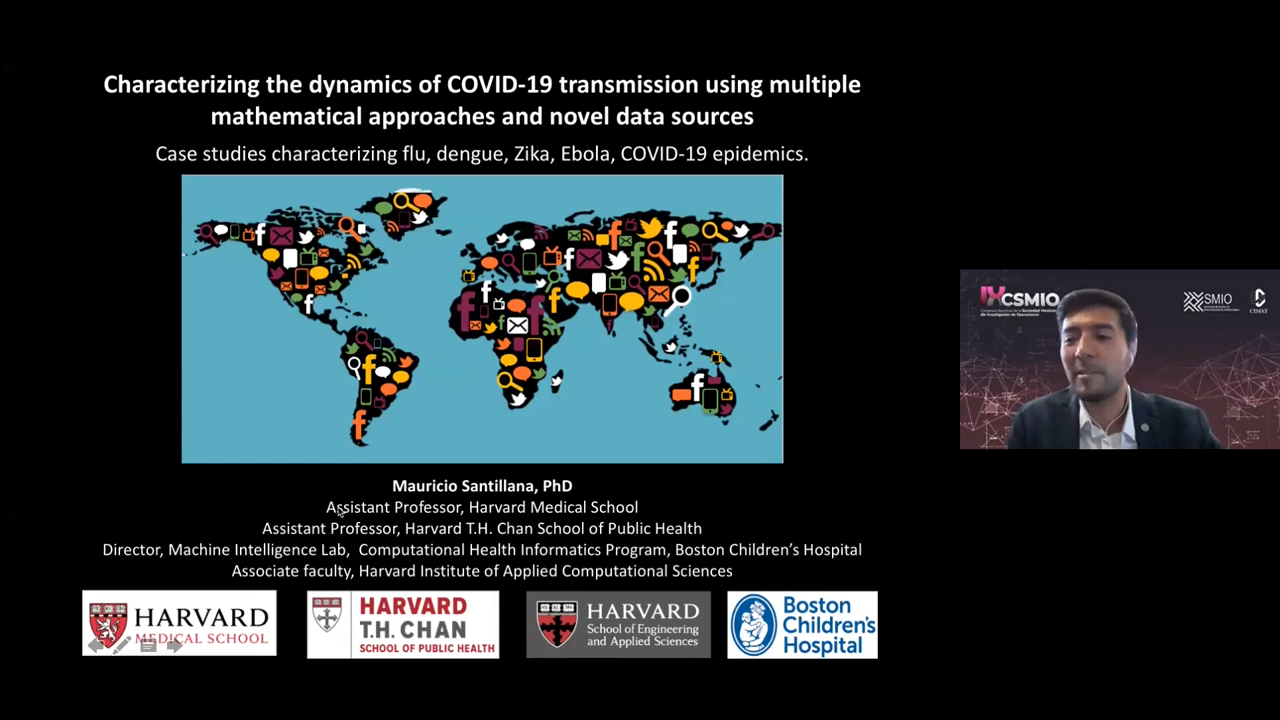 Characterizing the dynamics of COVID-19 transmission using multiple
mathematical approaches and novel data sources
Case studies characterizing flu, dengue, Zika, Ebola, COVID-19 epidemics.
IXCSMIO
SMIO
CIMAT
Mauricio Santillana, PhD
Assistant Professor, Harvard Medical School
Assistant Professor, Harvard T.H. Chan School of Public Health
Director, Machine Intelligence Lab, Computational Health Informatics Program, Boston Children's Hospital
Associate faculty, Harvard Institute of Applied Computational Sciences
HARVARD
MEDICAL SCHOOL
HARVARD
T.H. CHAN
SCHOOL OF PUBLIC HEALTH
HARVARD
School of Engineering
and Applied Sciences
Boston
Children's
Hospital